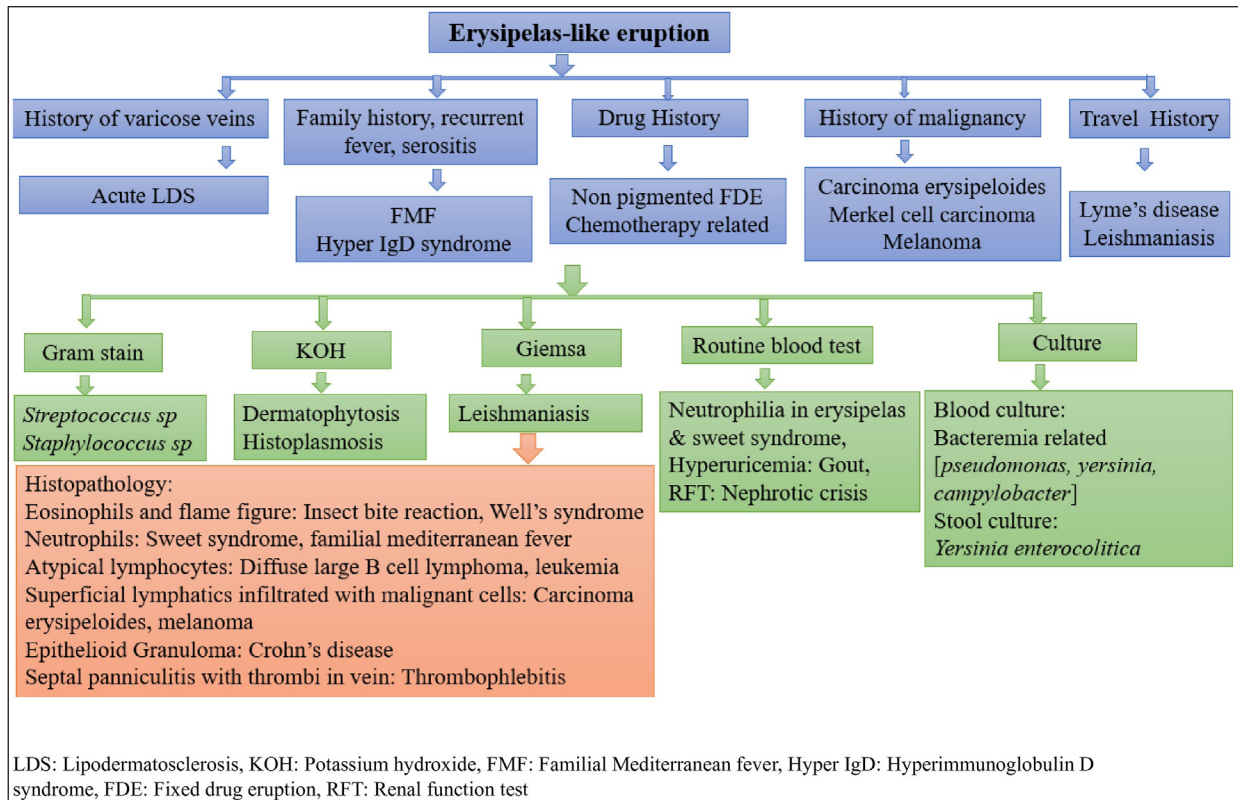 Erysipelas-like eruption
History of varicose veins
Acute LDS
Family history, recurrent
fever, serositis
FMF
Hyper IgD syndrome
Drug History
Non pigmented FDE
Chemotherapy related
History of malignancy
Carcinoma erysipeloides
Merkel cell carcinoma
Melanoma
Travel History
Lyme's disease
Leishmaniasis
Gram stain
Streptococcus sp
Staphylococcus sp
KOH
Dermatophytosis
Histoplasmosis
Giemsa
Leishmaniasis
Routine blood test
Neutrophilia in erysipelas
& sweet syndrome,
Hyperuricemia: Gout,
RFT: Nephrotic crisis
Culture
Blood culture:
Bacteremia related
[pseudomonas, yersinia,
campylobacter]
Stool culture:
Yersinia enterocolitica
Histopathology:
Eosinophils and flame figure: Insect bite reaction, Well's syndrome
Neutrophils: Sweet syndrome, familial mediterranean fever
Atypical lymphocytes: Diffuse large B cell lymphoma, leukemia
Superficial lymphatics infiltrated with malignant cells: Carcinoma
erysipeloides, melanoma
Epithelioid Granuloma: Crohn's disease
Septal panniculitis with thrombi in vein: Thrombophlebitis
LDS: Lipodermatosclerosis, KOH: Potassium hydroxide, FMF: Familial Mediterranean fever, Hyper IgD: Hyperimmunoglobulin D
syndrome, FDE: Fixed drug eruption, RFT: Renal function test